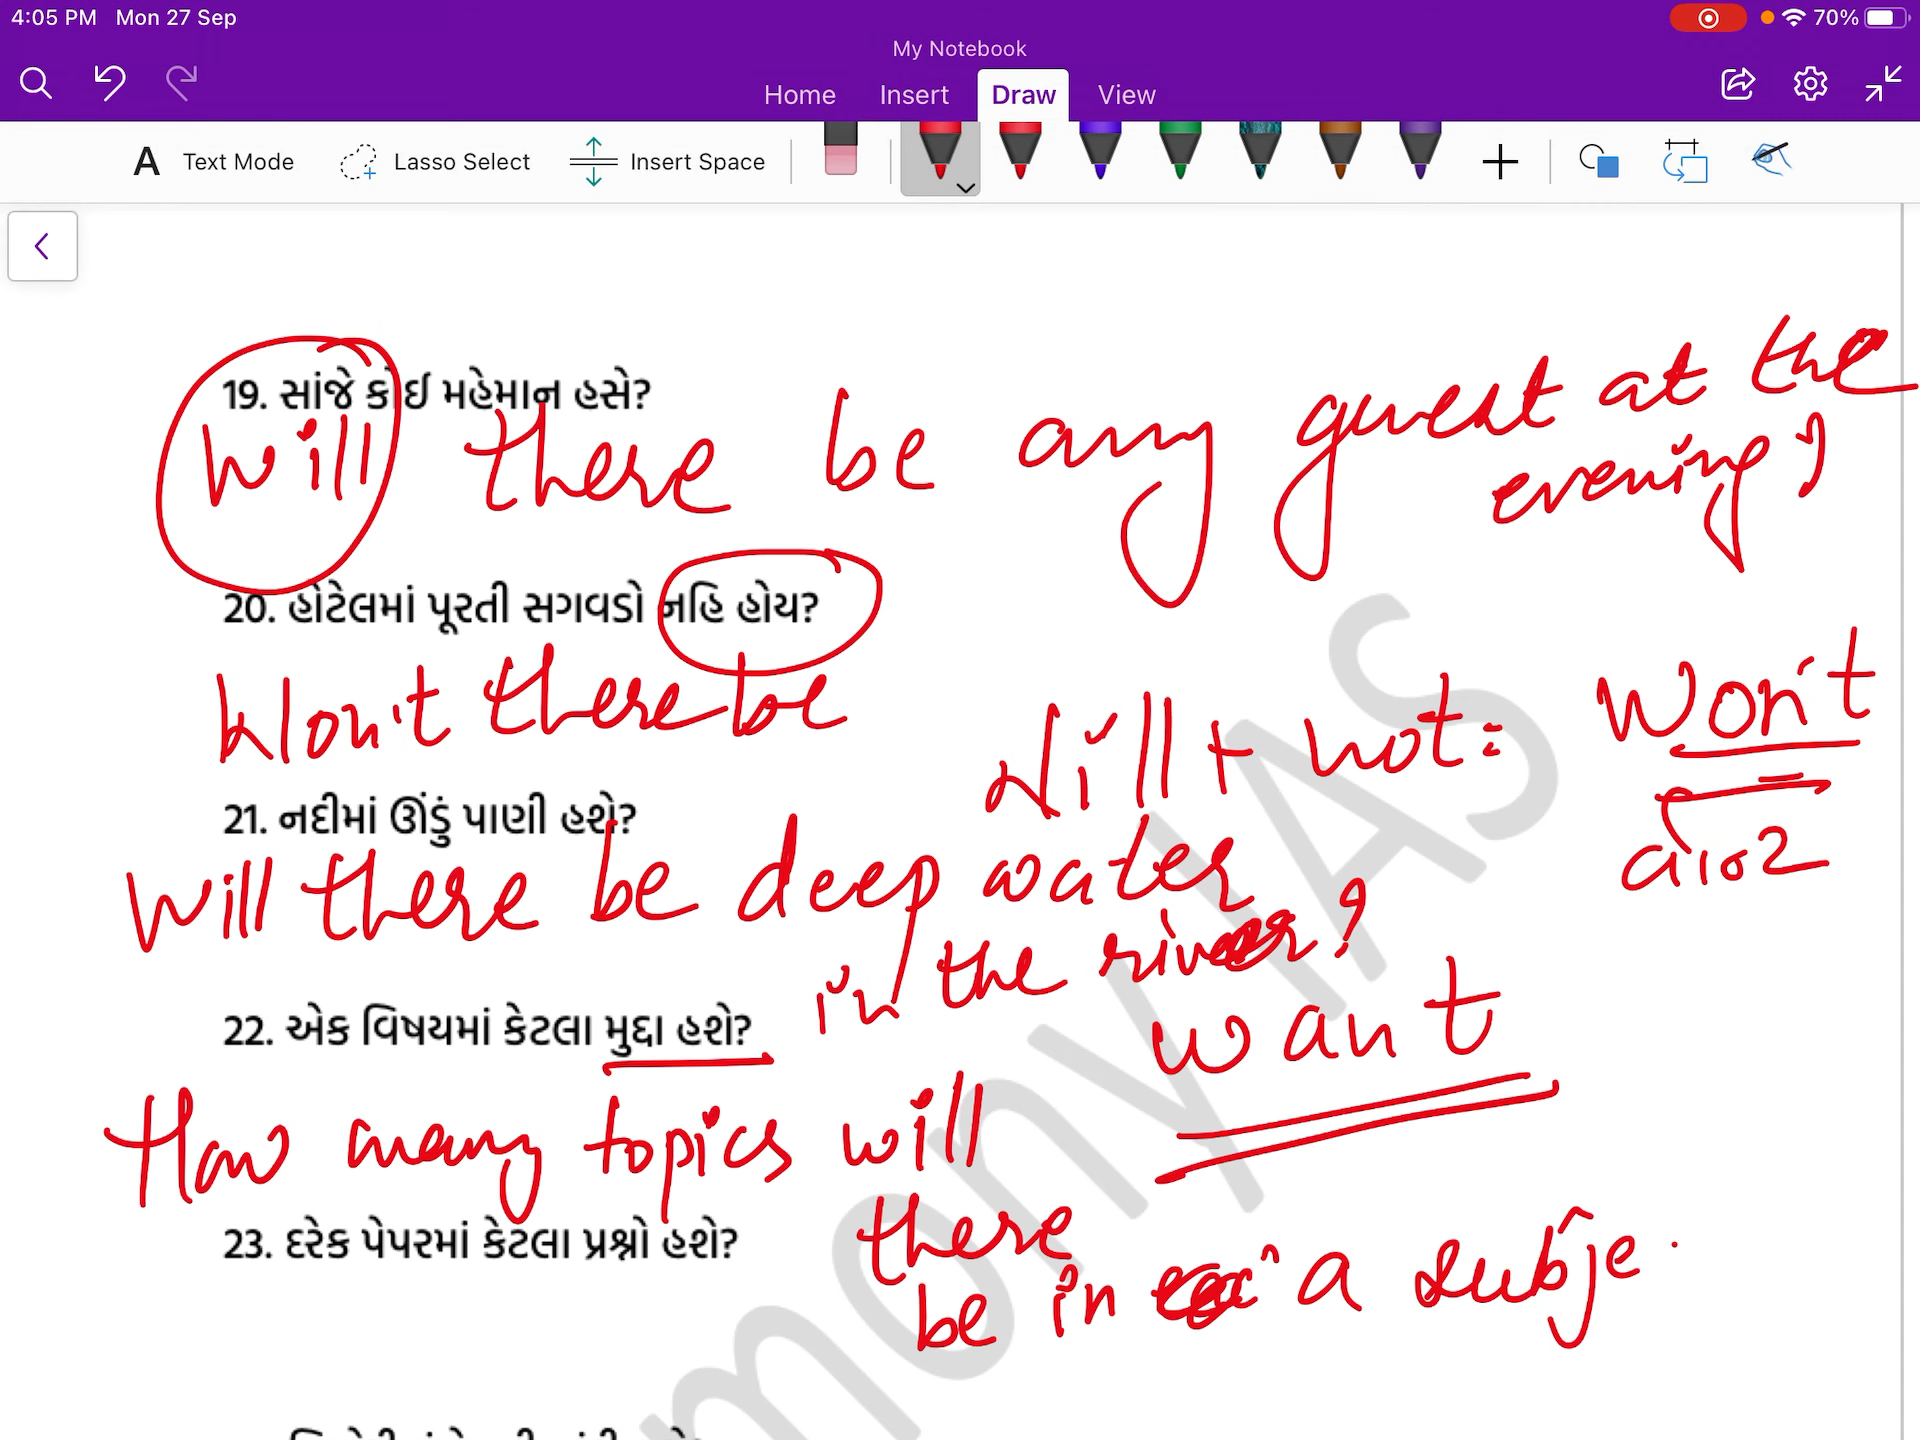 4:05 PM Mon 27 Sep
70%
My Notebook
Home Insert Draw View
A Text Mode Lasso Select Insert Space
19. સાંજે કોઈ મહેમાન હસે?
Will there be any guest at the
evening?
20. હોટેલમાં પૂરતી સગવડો નહિ હોય?
Won't there be
Will + not = Won't
21. નદીમાં ઊંડું પાણી હશે?
Will there be deep water
in the river?
22. એક વિષયમાં કેટલા મુદ્દા હશે?
want
How many topics will
there
be in a subje
23. દરેક પેપરમાં કેટલા પ્રશ્નો હશે?
mony IAS